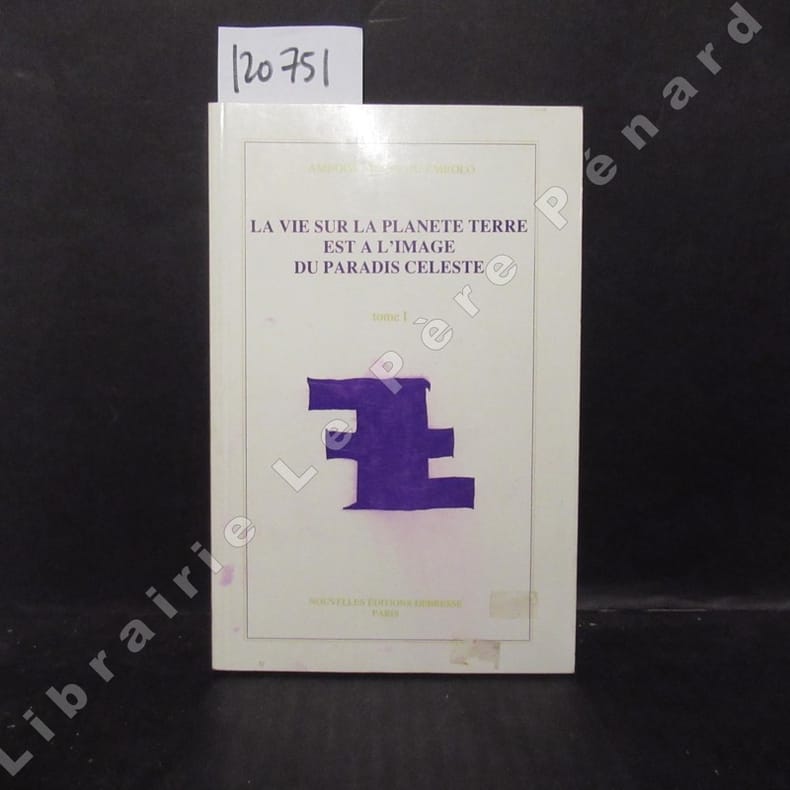 120751
LA VIE SUR LA PLANETE TERRE
EST A L'IMAGE
DU PARADIS CELESTE
tome I
NOUVELLES ÉDITIONS DEBRESSE
PARIS
Librairie Le Père Pénard